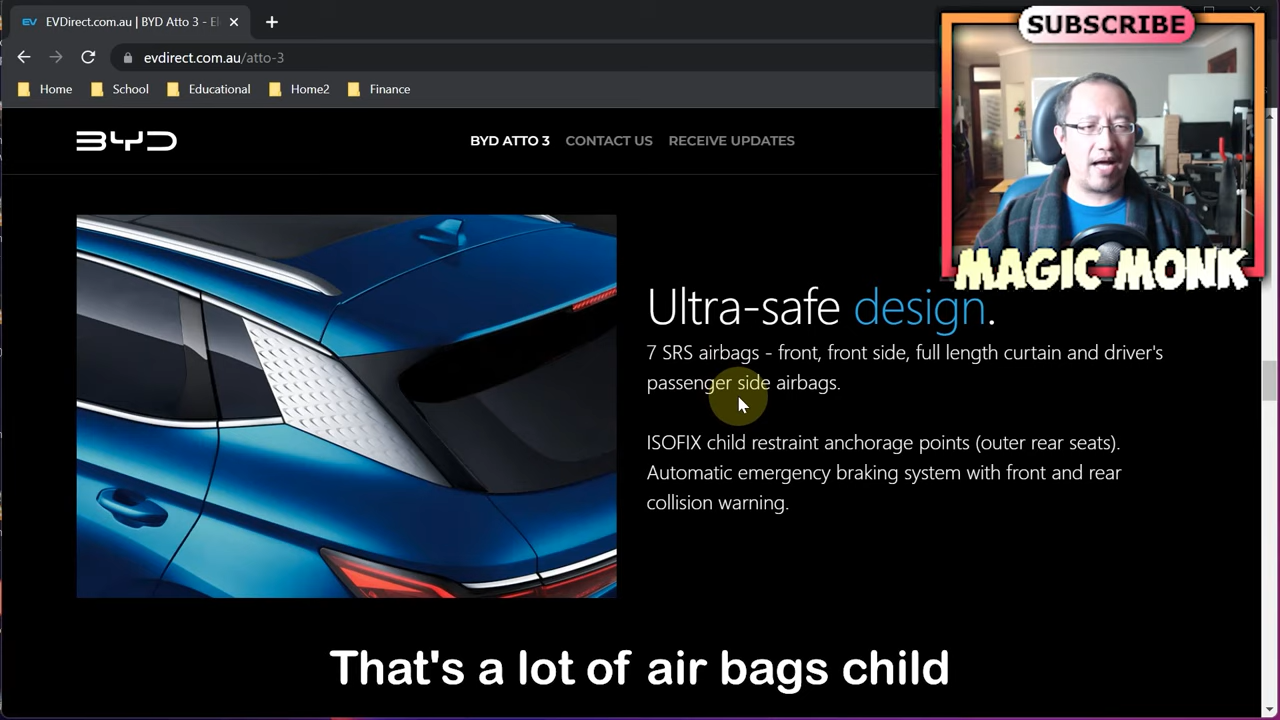 EV EVDirect.com.au | BYD Atto 3 - El
evdirect.com.au/atto-3
Home School Educational Home2 Finance
SUBSCRIBE
MAGIC MONK
BYD
BYD ATTO 3 CONTACT US RECEIVE UPDATES
Ultra-safe design.
7 SRS airbags - front, front side, full length curtain and driver's
passenger side airbags.
ISOFIX child restraint anchorage points (outer rear seats).
Automatic emergency braking system with front and rear
collision warning.
That's a lot of air bags child